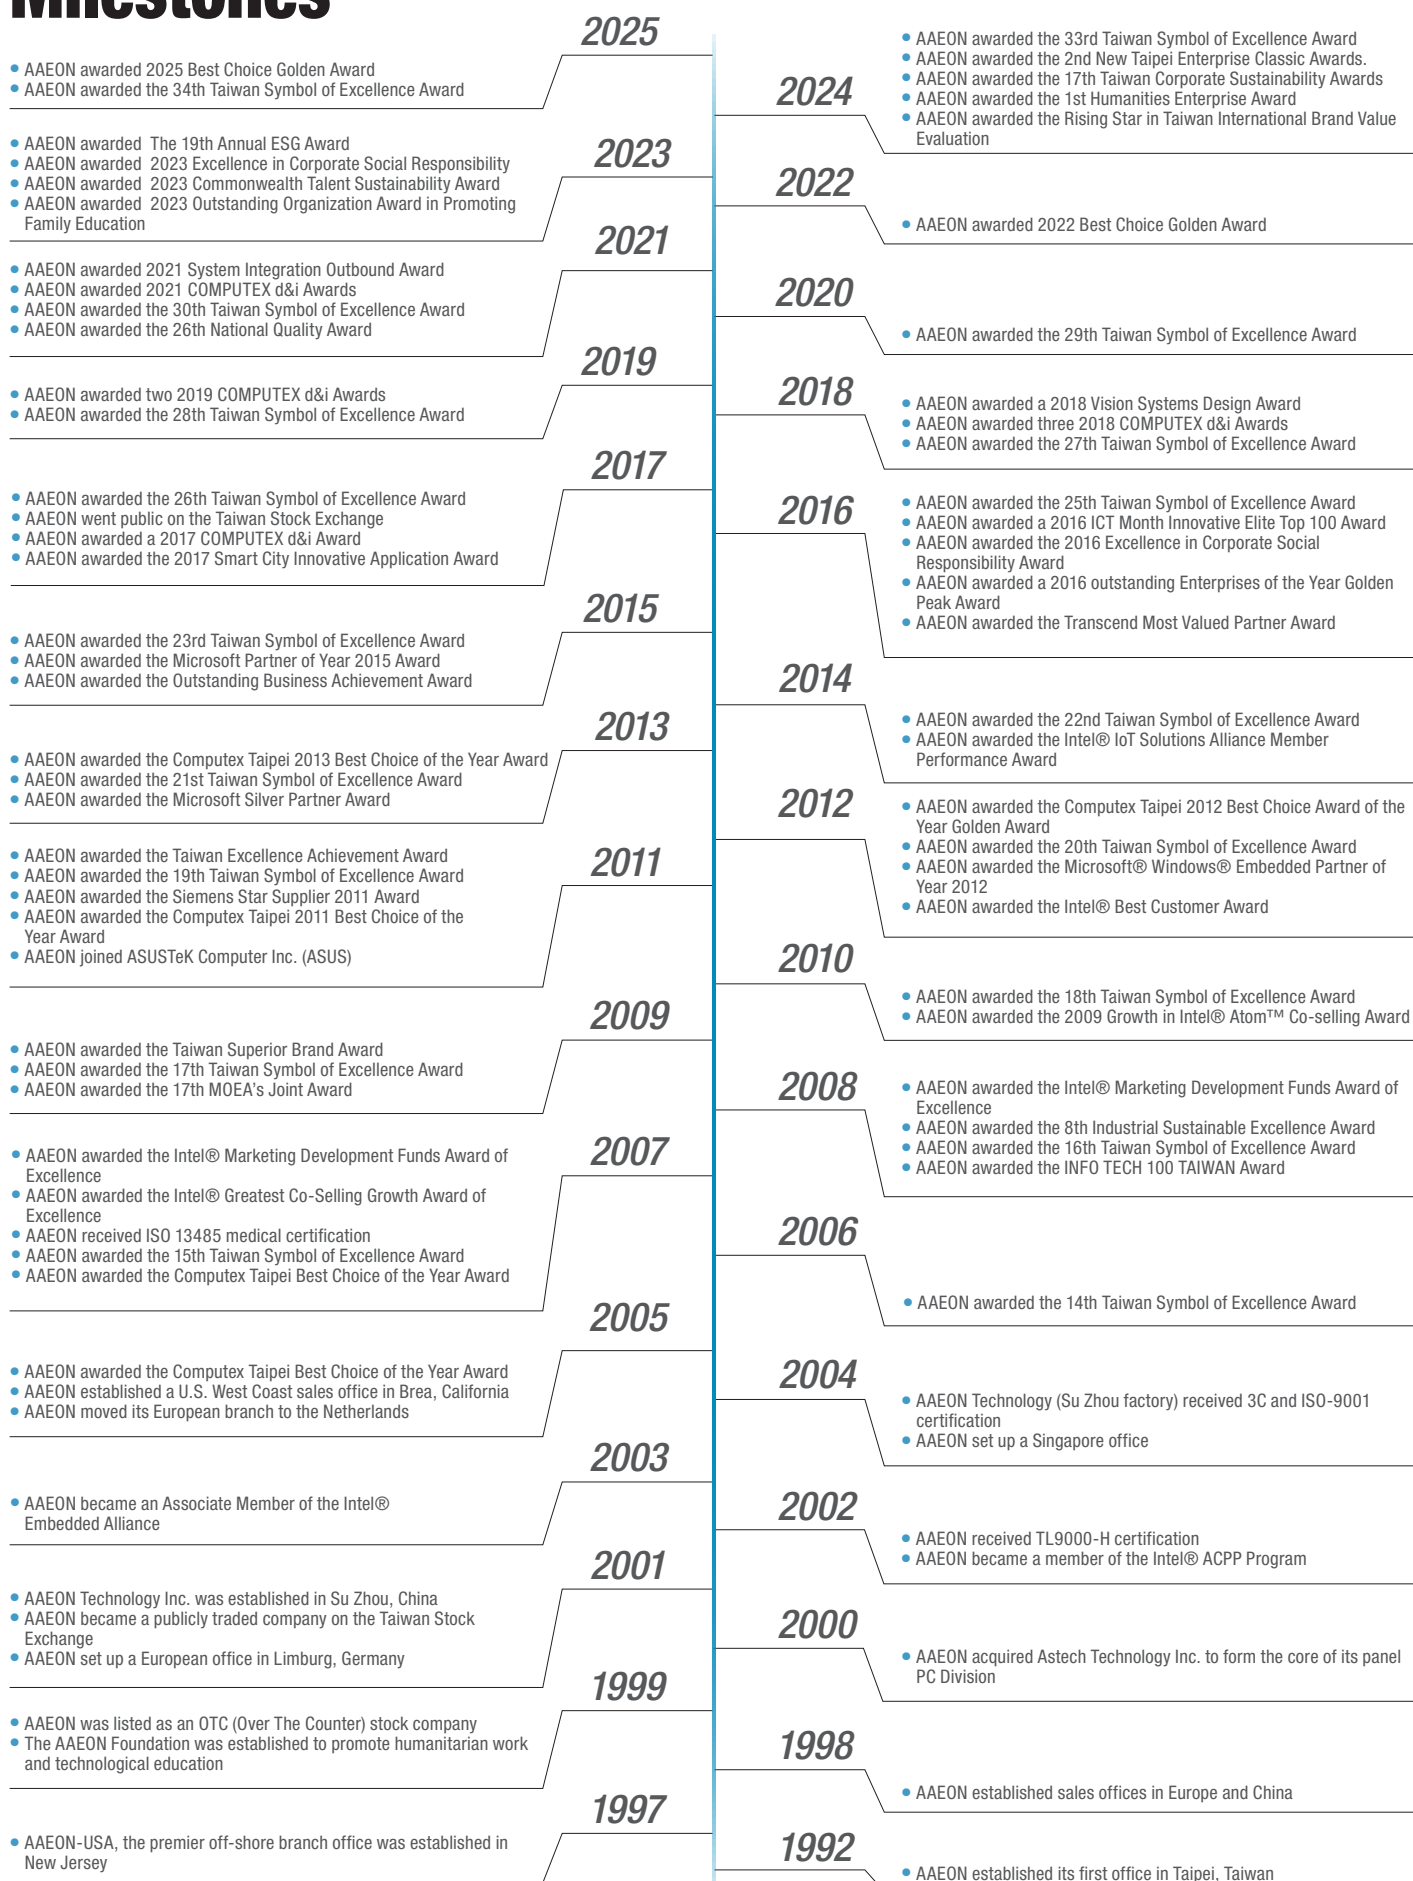 Milestones
2025
AAEON awarded 2025 Best Choice Golden Award
AAEON awarded the 34th Taiwan Symbol of Excellence Award
2024
AAEON awarded the 33rd Taiwan Symbol of Excellence Award
AAEON awarded the 2nd New Taipei Enterprise Classic Awards.
AAEON awarded the 17th Taiwan Corporate Sustainability Awards
AAEON awarded the 1st Humanities Enterprise Award
AAEON awarded the Rising Star in Taiwan International Brand Value
Evaluation
2023
AAEON awarded The 19th Annual ESG Award
AAEON awarded 2023 Excellence in Corporate Social Responsibility
AAEON awarded 2023 Commonwealth Talent Sustainability Award
AAEON awarded 2023 Outstanding Organization Award in Promoting
Family Education
2022
AAEON awarded 2022 Best Choice Golden Award
2021
AAEON awarded 2021 System Integration Outbound Award
AAEON awarded 2021 COMPUTEX d&i Awards
AAEON awarded the 30th Taiwan Symbol of Excellence Award
AAEON awarded the 26th National Quality Award
2020
AAEON awarded the 29th Taiwan Symbol of Excellence Award
2019
AAEON awarded two 2019 COMPUTEX d&i Awards
AAEON awarded the 28th Taiwan Symbol of Excellence Award
2018
AAEON awarded a 2018 Vision Systems Design Award
AAEON awarded three 2018 COMPUTEX d&i Awards
AAEON awarded the 27th Taiwan Symbol of Excellence Award
2017
AAEON awarded the 26th Taiwan Symbol of Excellence Award
AAEON went public on the Taiwan Stock Exchange
AAEON awarded a 2017 COMPUTEX d&i Award
AAEON awarded the 2017 Smart City Innovative Application Award
2016
AAEON awarded the 25th Taiwan Symbol of Excellence Award
AAEON awarded a 2016 ICT Month Innovative Elite Top 100 Award
AAEON awarded the 2016 Excellence in Corporate Social
Responsibility Award
AAEON awarded a 2016 outstanding Enterprises of the Year Golden
Peak Award
AAEON awarded the Transcend Most Valued Partner Award
2015
AAEON awarded the 23rd Taiwan Symbol of Excellence Award
AAEON awarded the Microsoft Partner of Year 2015 Award
AAEON awarded the Outstanding Business Achievement Award
2014
AAEON awarded the 22nd Taiwan Symbol of Excellence Award
AAEON awarded the Intel® IoT Solutions Alliance Member
Performance Award
2013
AAEON awarded the Computex Taipei 2013 Best Choice of the Year Award
AAEON awarded the 21st Taiwan Symbol of Excellence Award
AAEON awarded the Microsoft Silver Partner Award
2012
AAEON awarded the Computex Taipei 2012 Best Choice Award of the
Year Golden Award
AAEON awarded the 20th Taiwan Symbol of Excellence Award
AAEON awarded the Microsoft® Windows® Embedded Partner of
Year 2012
AAEON awarded the Intel® Best Customer Award
2011
AAEON awarded the Taiwan Excellence Achievement Award
AAEON awarded the 19th Taiwan Symbol of Excellence Award
AAEON awarded the Siemens Star Supplier 2011 Award
AAEON awarded the Computex Taipei 2011 Best Choice of the
Year Award
AAEON joined ASUSTeK Computer Inc. (ASUS)
2010
AAEON awarded the 18th Taiwan Symbol of Excellence Award
AAEON awarded the 2009 Growth in Intel® Atom™ Co-selling Award
2009
AAEON awarded the Taiwan Superior Brand Award
AAEON awarded the 17th Taiwan Symbol of Excellence Award
AAEON awarded the 17th MOEA's Joint Award
2008
AAEON awarded the Intel® Marketing Development Funds Award of
Excellence
AAEON awarded the 8th Industrial Sustainable Excellence Award
AAEON awarded the 16th Taiwan Symbol of Excellence Award
AAEON awarded the INFO TECH 100 TAIWAN Award
2007
AAEON awarded the Intel® Marketing Development Funds Award of
Excellence
AAEON awarded the Intel® Greatest Co-Selling Growth Award of
Excellence
AAEON received ISO 13485 medical certification
AAEON awarded the 15th Taiwan Symbol of Excellence Award
AAEON awarded the Computex Taipei Best Choice of the Year Award
2006
AAEON awarded the 14th Taiwan Symbol of Excellence Award
2005
AAEON awarded the Computex Taipei Best Choice of the Year Award
AAEON established a U.S. West Coast sales office in Brea, California
AAEON moved its European branch to the Netherlands
2004
AAEON Technology (Su Zhou factory) received 3C and ISO-9001
certification
AAEON set up a Singapore office
2003
AAEON became an Associate Member of the Intel®
Embedded Alliance
2002
AAEON received TL9000-H certification
AAEON became a member of the Intel® ACPP Program
2001
AAEON Technology Inc. was established in Su Zhou, China
AAEON became a publicly traded company on the Taiwan Stock
Exchange
AAEON set up a European office in Limburg, Germany
2000
AAEON acquired Astech Technology Inc. to form the core of its panel
PC Division
1999
AAEON was listed as an OTC (Over The Counter) stock company
The AAEON Foundation was established to promote humanitarian work
and technological education
1998
AAEON established sales offices in Europe and China
1997
AAEON-USA, the premier off-shore branch office was established in
New Jersey
1992
AAEON established its first office in Taipei, Taiwan